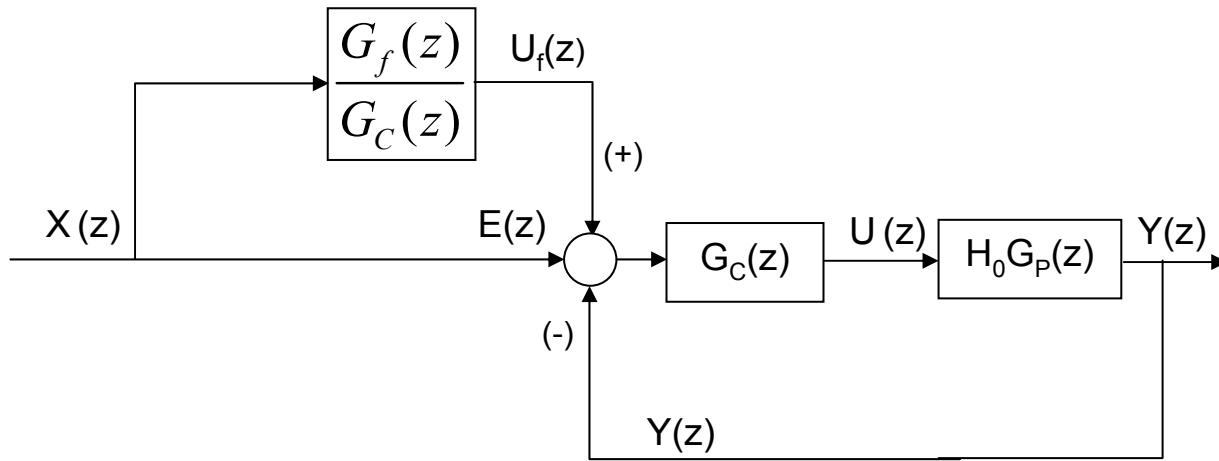 G_f(z)
G_C(z)
U_f(z)
(+)
X(z)
E(z)
G_C(z)
U(z)
H_0G_P(z)
Y(z)
(-)
Y(z)